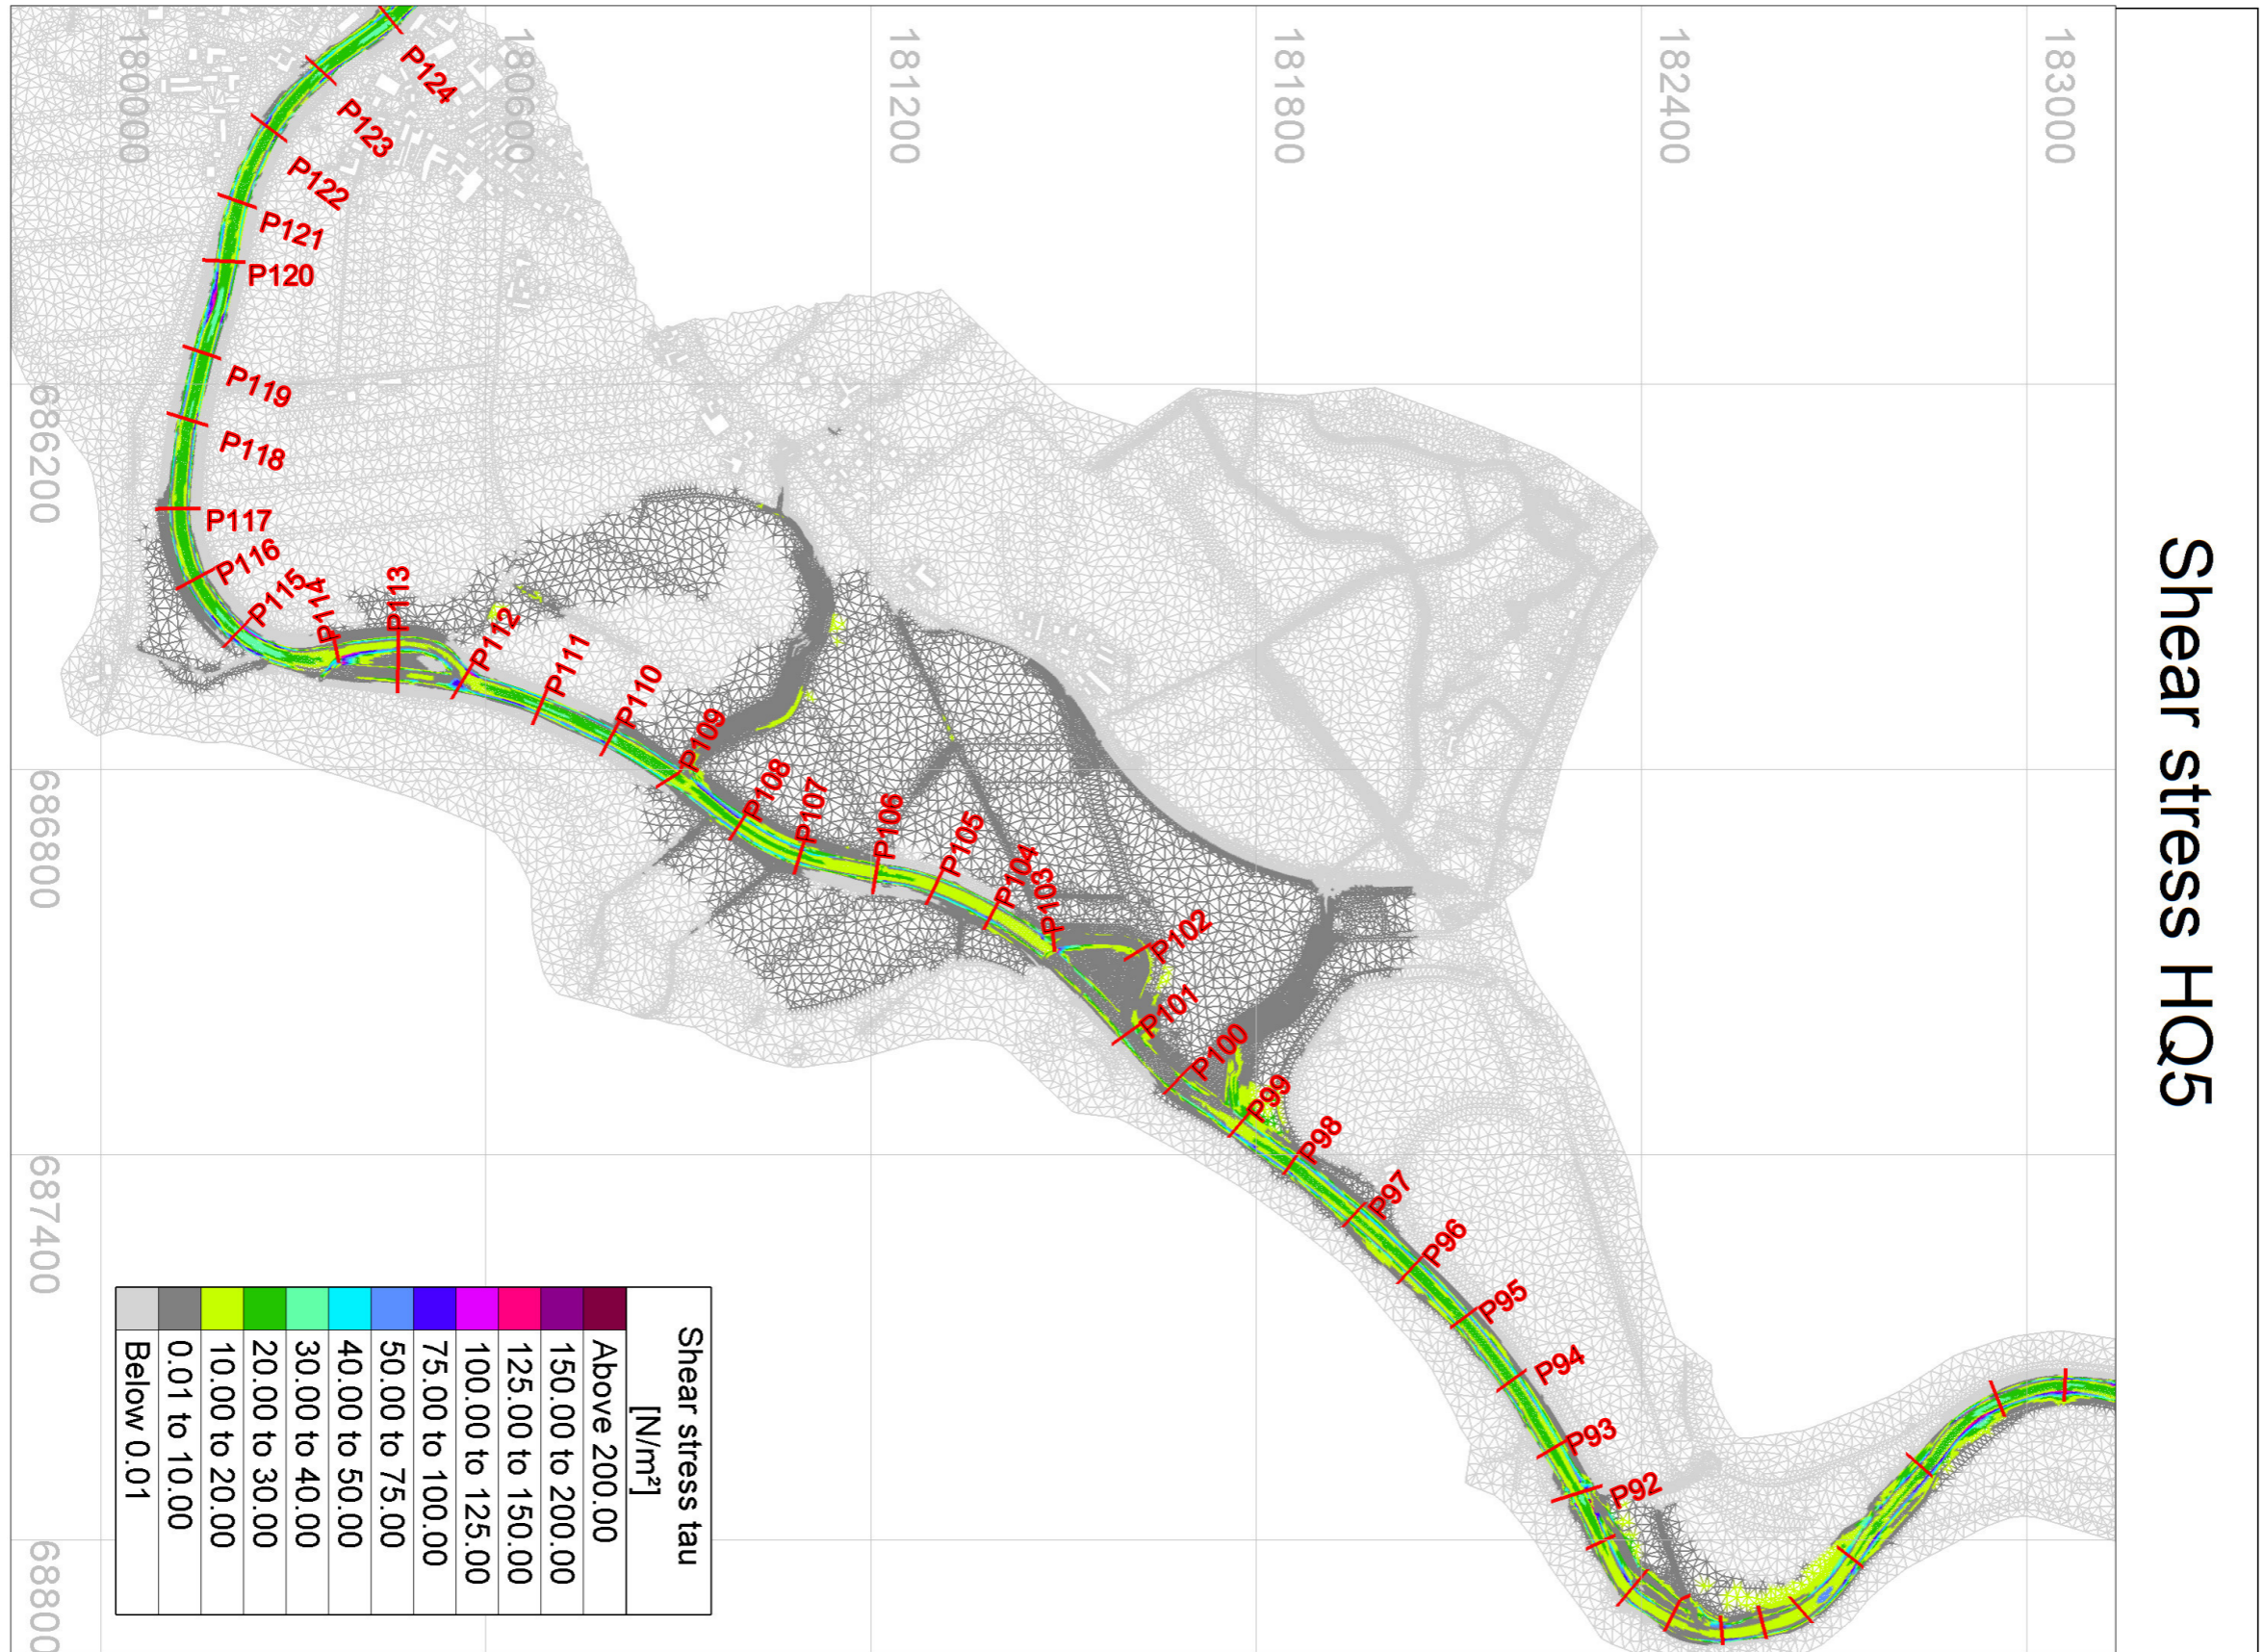 Shear stress HQ5
180000
180600
181200
181800
182400
183000
686200
686800
687400
688000
P124
P123
P122
P121
P120
P119
P118
P117
P116
P115
P114
P113
P112
P111
P110
P109
P108
P107
P106
P105
P104
P103
P102
P101
P100
P99
P98
P97
P96
P95
P94
P93
P92
Shear stress tau
[N/m²]
Above 200.00
150.00 to 200.00
125.00 to 150.00
100.00 to 125.00
75.00 to 100.00
50.00 to 75.00
40.00 to 50.00
30.00 to 40.00
20.00 to 30.00
10.00 to 20.00
0.01 to 10.00
Below 0.01